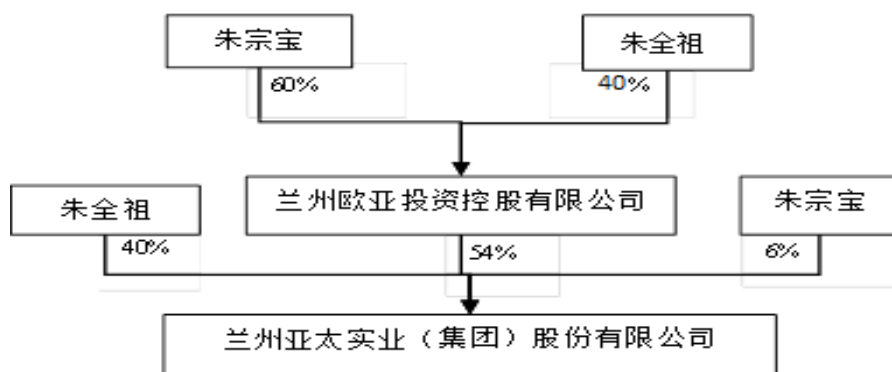 朱宗宝 朱全祖
60% 40%
朱全祖 兰州欧亚投资控股有限公司 朱宗宝
40% 54% 6%
兰州亚太实业（集团）股份有限公司